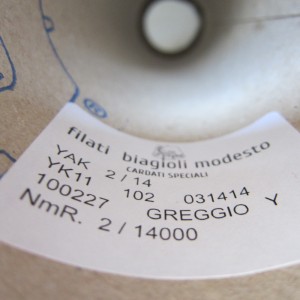 filati biagioli modesto
CARDATI SPECIALI
YAK 2/14
YK11 102 031414
100227 GREGGIO Y
NmR. 2/14000